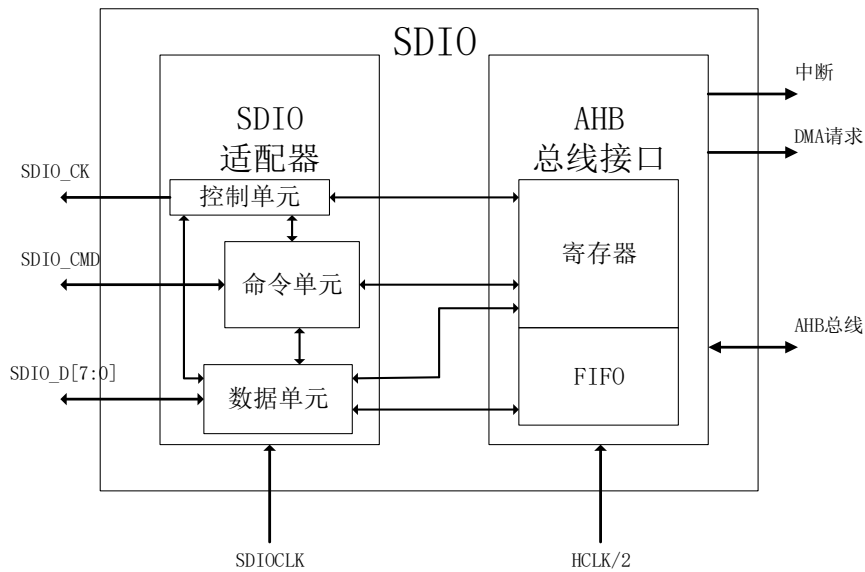 SDIO
SDIO
适配器
AHB
总线接口
中断
DMA请求
SDIO_CK
控制单元
SDIO_CMD
命令单元
寄存器
AHB总线
SDIO_D[7:0]
数据单元
FIFO
SDIOCLK
HCLK/2